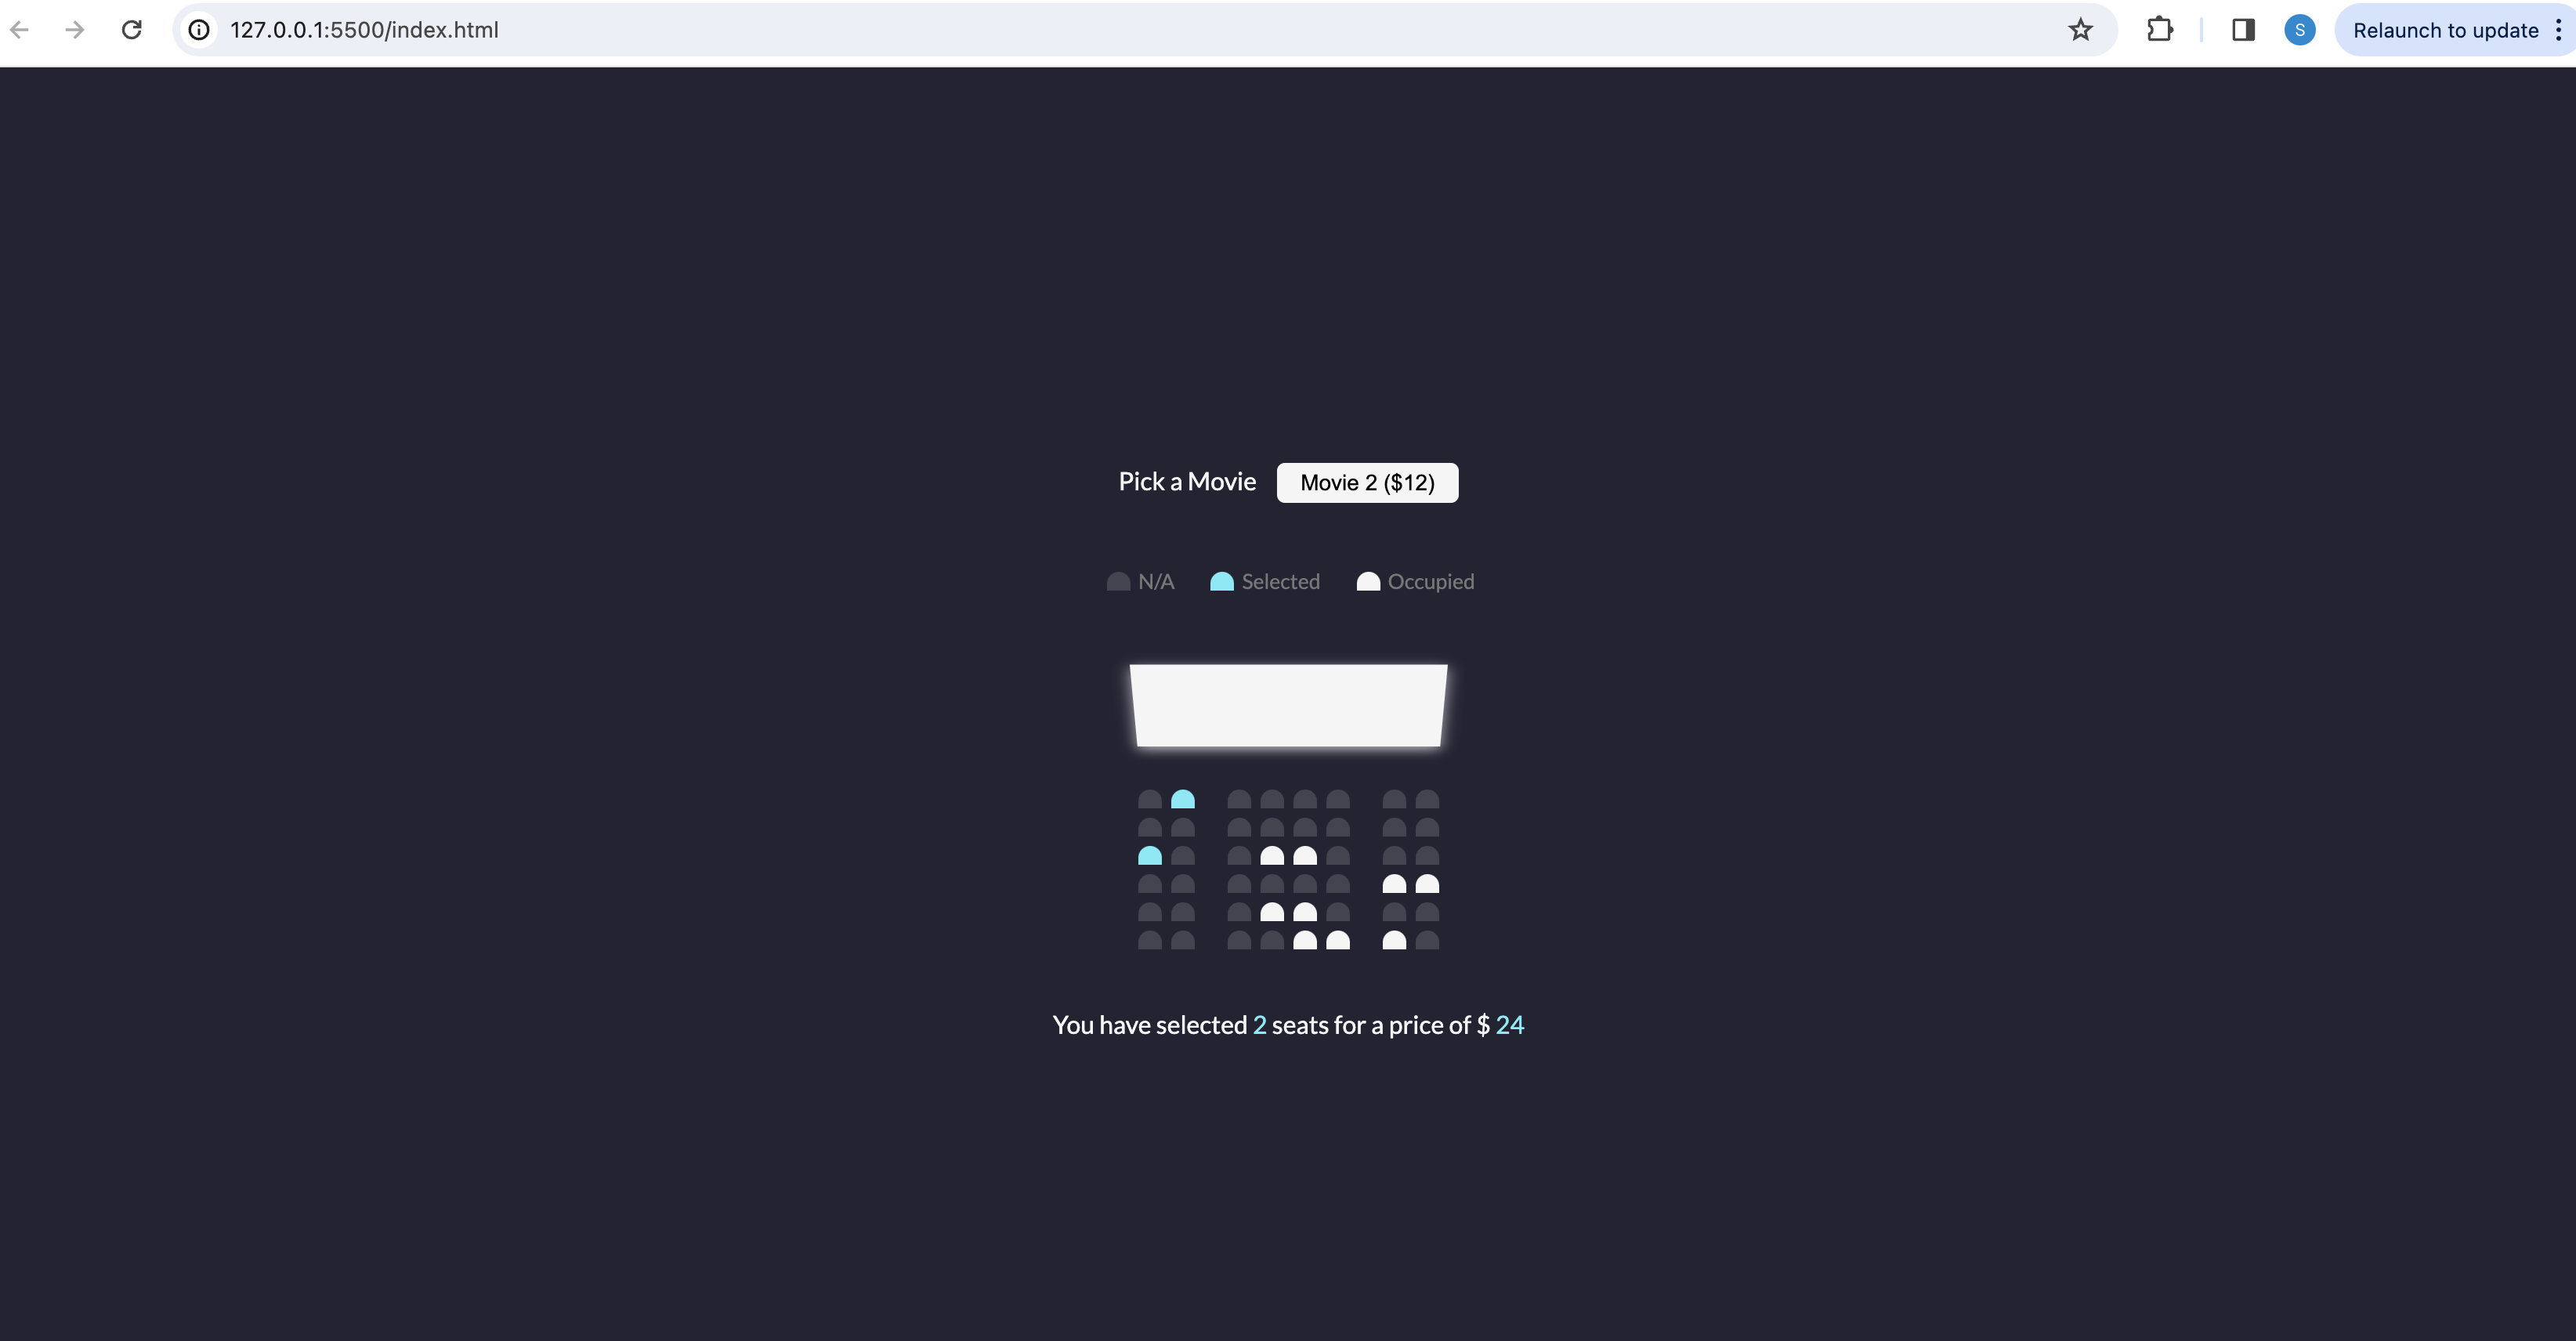 127.0.0.1:5500/index.html
S
Relaunch to update
Pick a Movie Movie 2 ($12)
N/A Selected Occupied
You have selected 2 seats for a price of $ 24